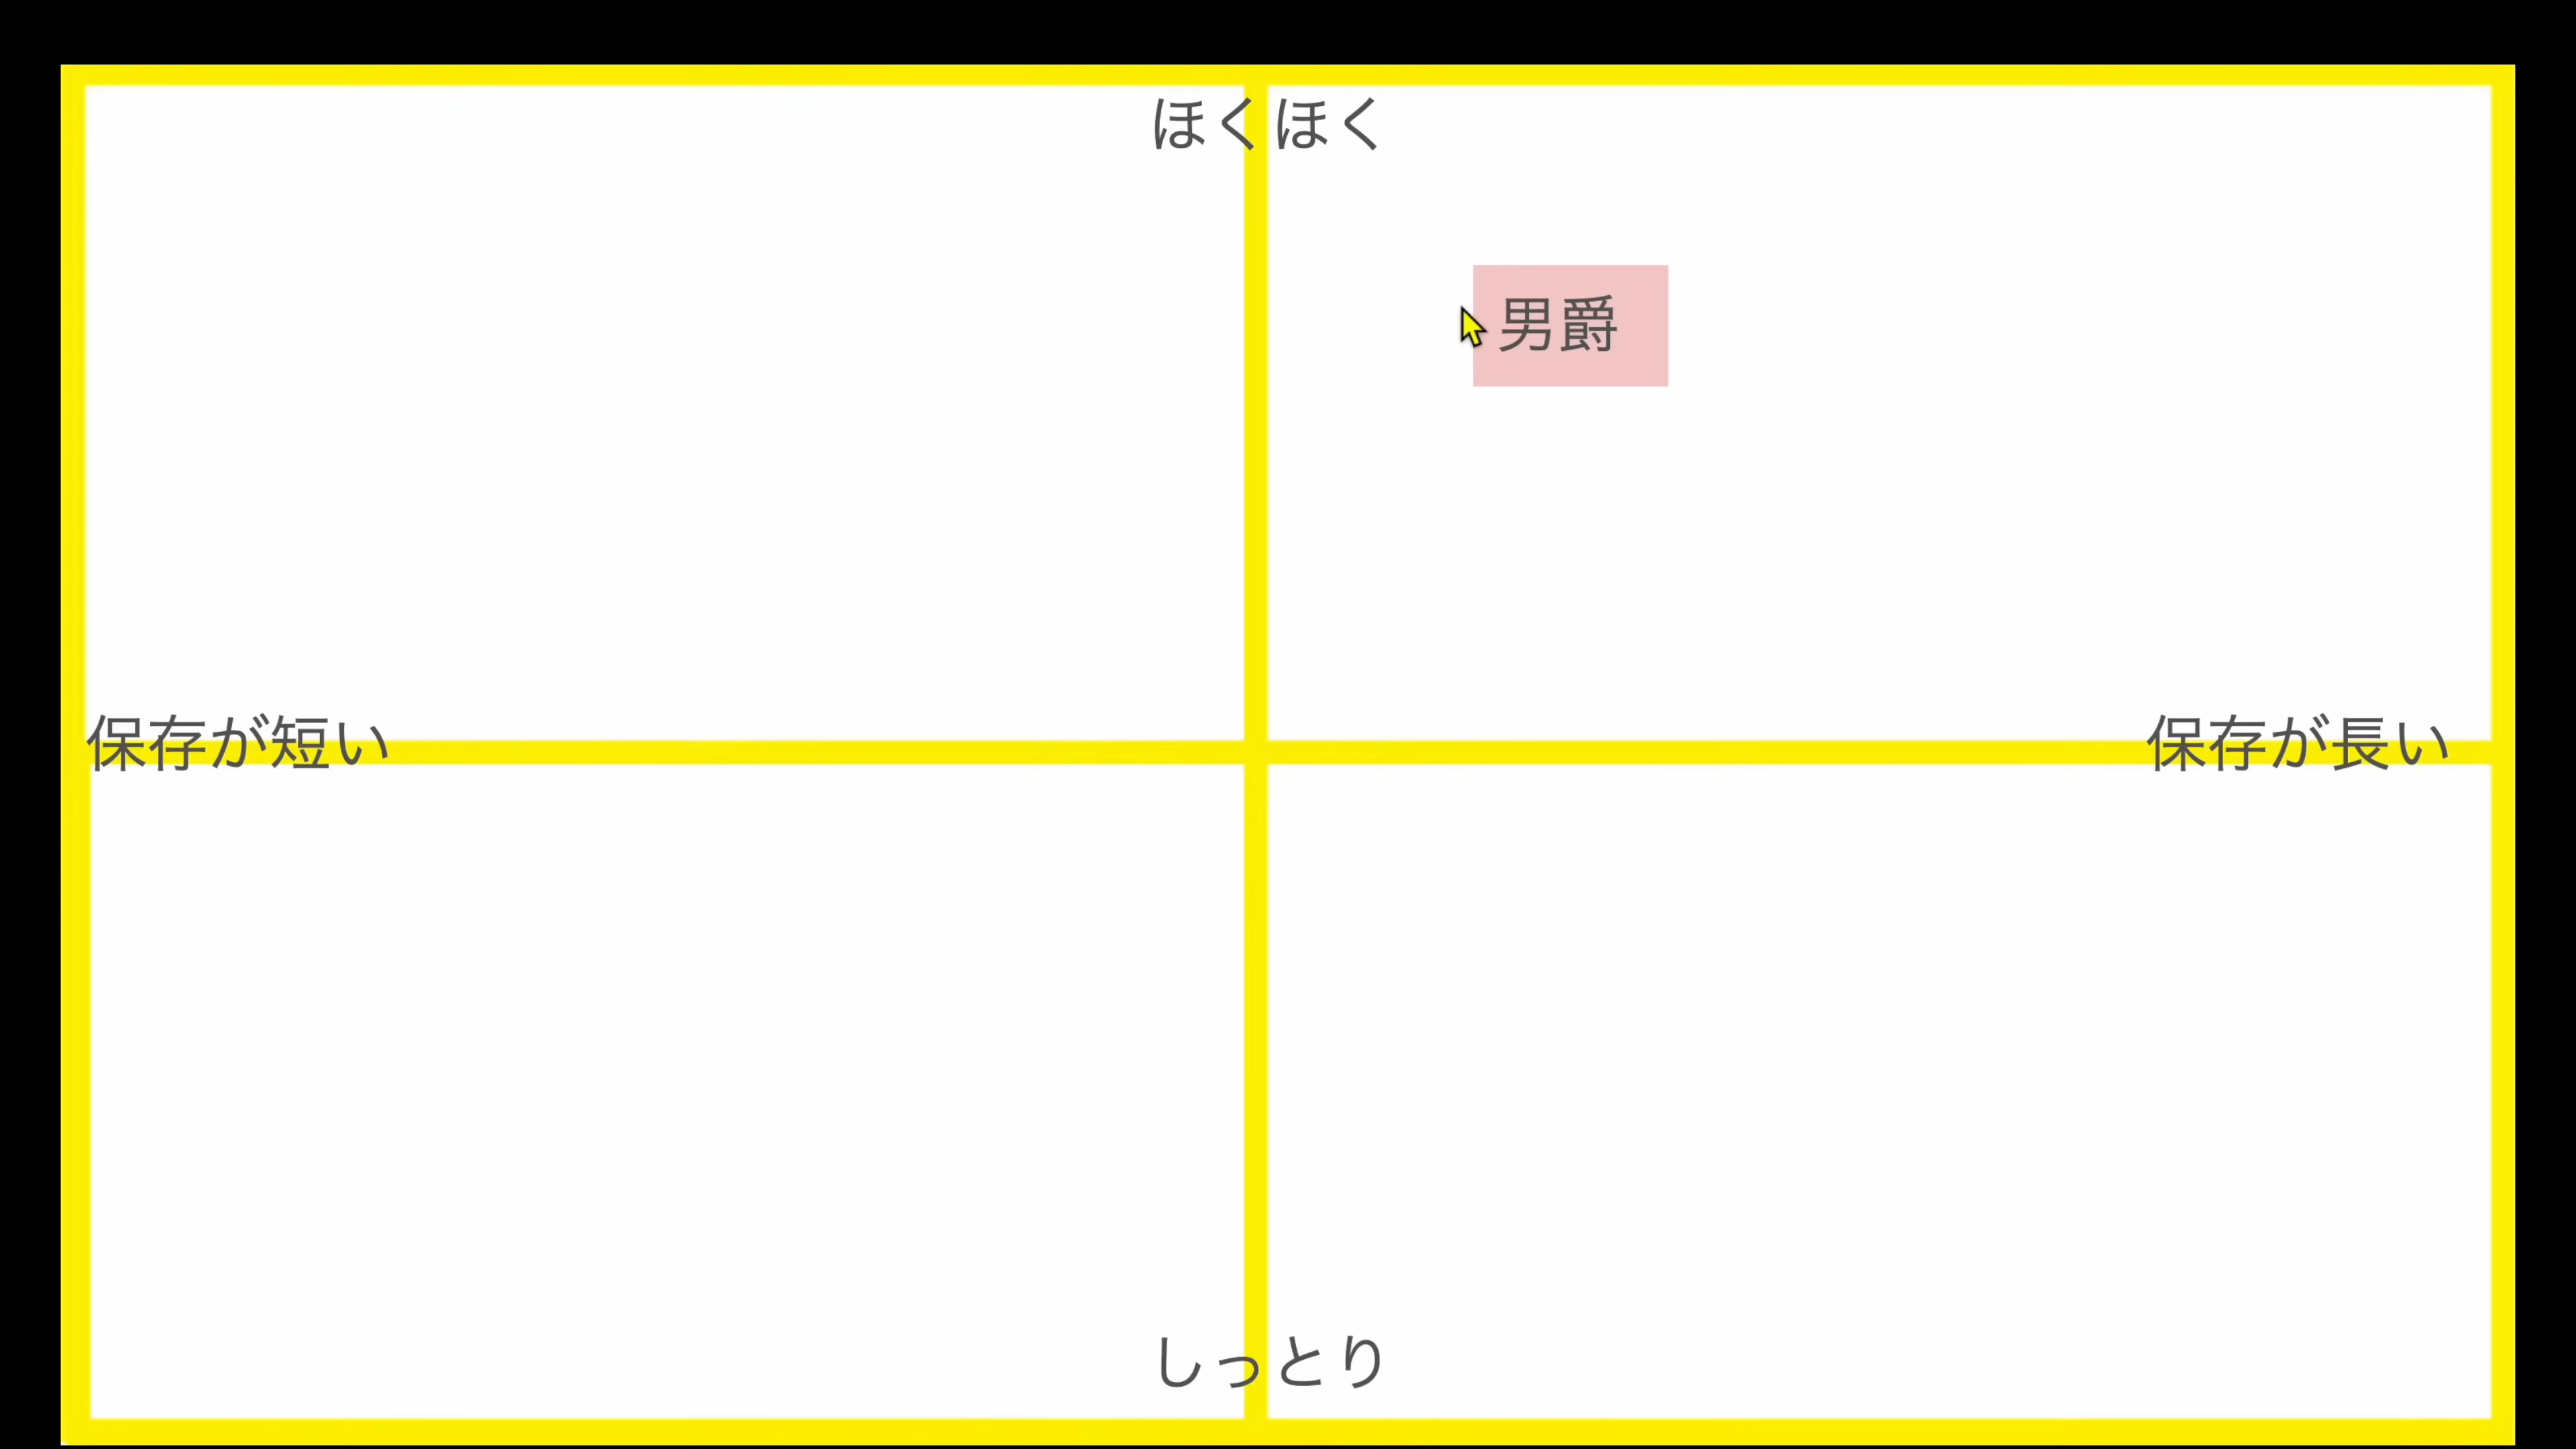 ほくほく
男爵
保存が短い
保存が長い
しっとり